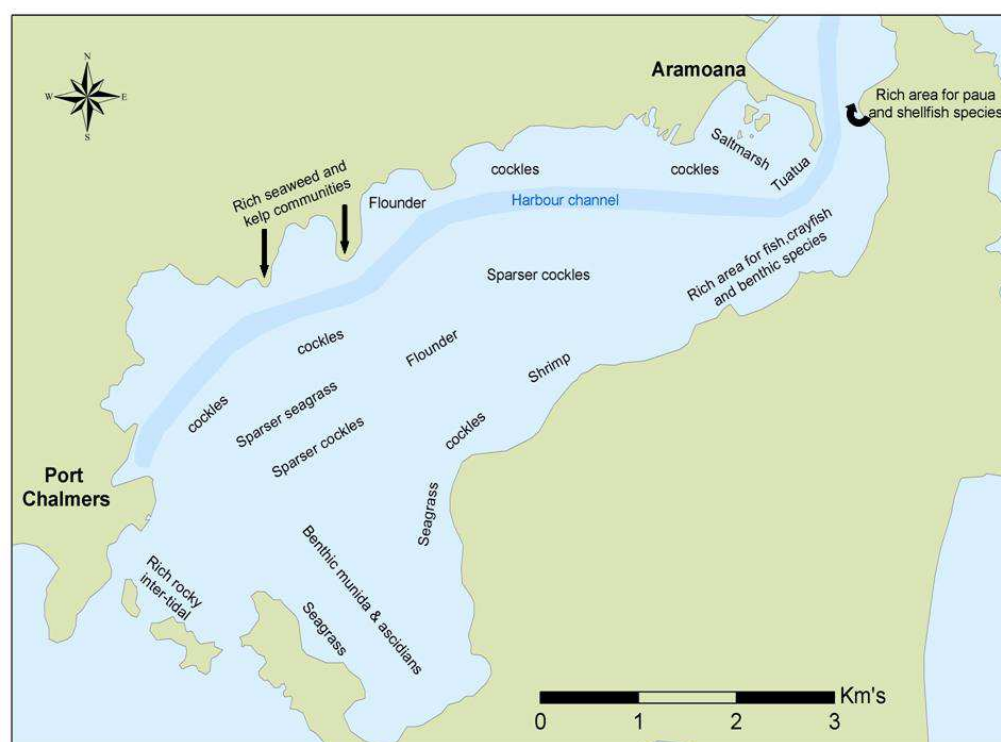 N
W
E
S
Aramoana
Rich area for paua
and shellfish species
Saltmarsh
Tuatua
cockles
cockles
Rich seaweed and
kelp communities
Flounder
Harbour channel
Rich area for fish,crayfish
and benthic species
Sparser cockles
cockles
Flounder
Shrimp
cockles
Sparser seagrass
Sparser cockles
cockles
Seagrass
Port
Chalmers
Rich rocky
inter-tidal
Benthic munida & ascidians
Seagrass
Km's
0 1 2 3